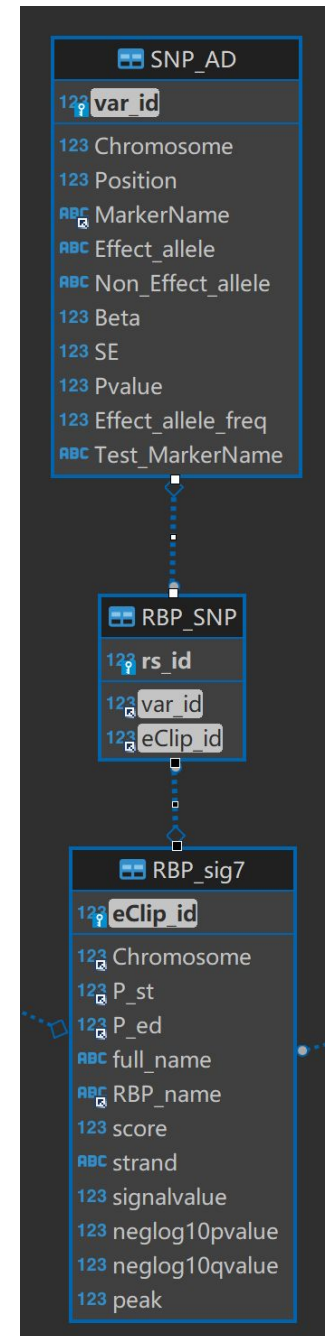 SNP_AD
123 var_id
123 Chromosome
123 Position
ABC MarkerName
ABC Effect_allele
ABC Non_Effect_allele
123 Beta
123 SE
123 Pvalue
123 Effect_allele_freq
ABC Test_MarkerName
RBP_SNP
123 rs_id
123 var_id
123 eClip_id
RBP_sig7
123 eClip_id
123 Chromosome
123 P_st
123 P_ed
ABC full_name
ABC RBP_name
123 score
ABC strand
123 signalvalue
123 neglog10pvalue
123 neglog10qvalue
123 peak